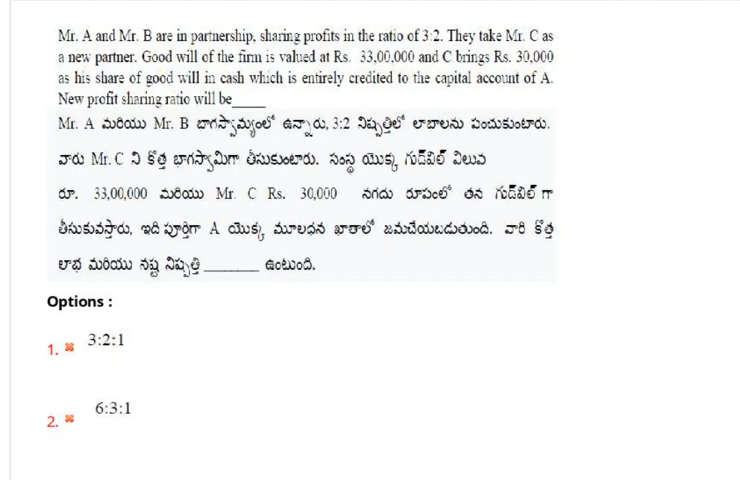 Mr. A and Mr. B are in partnership, sharing profits in the ratio of 3:2. They take Mr. C as
a new partner. Good will of the firm is valued at Rs. 33,00,000 and C brings Rs. 30,000
as his share of good will in cash which is entirely credited to the capital account of A.
New profit sharing ratio will be_____
Mr. A మరియు Mr. B బాగస్వామ్యంలో ఉన్నారు, 3:2 నిష్పత్తిలో లాబాలను పంచుకుంటారు.
వారు Mr. C ని కొత్త భాగస్వామిగా తీసుకుంటారు. సంస్థ యొక్క గుడ్‌విల్ విలువ
రూ. 33,00,000 మరియు Mr. C Rs. 30,000 నగదు రూపంలో తన గుడ్‌విల్ గా
తీసుకువస్తారు, ఇది పూర్తిగా A యొక్క మూలధన ఖాతాలో జమచేయబడుతుంది. వారి కొత్త
లాభ మరియు నష్ట నిష్పత్తి _______ ఉంటుంది.
Options :
1. 3:2:1
2. 6:3:1